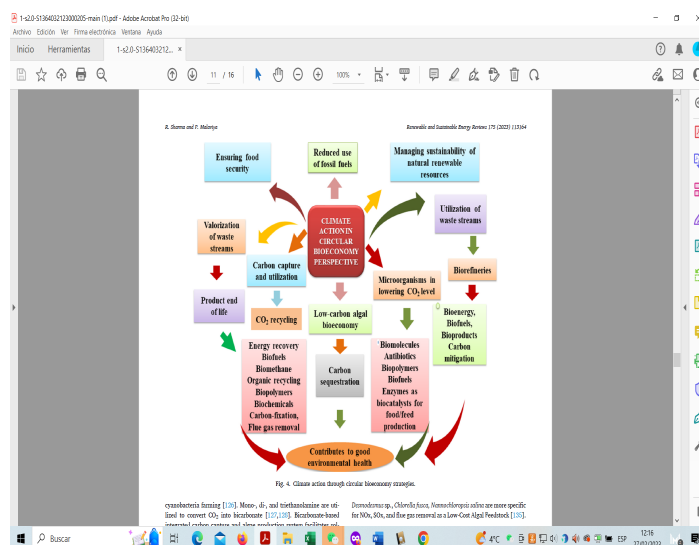 1-s2.0-S1364032123000205-main (1).pdf - Adobe Acrobat Pro (32-bit)
Archivo Edición Ver Firma electrónica Ventana Ayuda
Inicio Herramientas 1-s2.0-S136403212... ×
11 / 16 100%
R. Sharma and P. Malaviya Renewable and Sustainable Energy Reviews 175 (2023) 113164
Ensuring food
security
Reduced use
of fossil fuels
Managing sustainability of
natural renewable
resources
Valorization
of waste
streams
CLIMATE
ACTION IN
CIRCULAR
BIOECONOMY
PERSPECTIVE
Utilization of
waste streams
Carbon capture
and utilization
Microorganisms in
lowering CO2 level
Biorefineries
Product end
of life
CO2 recycling
Low-carbon algal
bioeconomy
Bioenergy,
Biofuels,
Bioproducts
Carbon
mitigation
Energy recovery
Biofuels
Biomethane
Organic recycling
Biopolymers
Biochemicals
Carbon-fixation,
Flue gas removal
Carbon
sequestration
Biomolecules
Antibiotics
Biopolymers
Biofuels
Enzymes as
biocatalysts for
food/feed
production
Contributes to good
environmental health
Fig. 4. Climate action through circular bioeconomy strategies.
cyanobacteria farming [126]. Mono-, di-, and triethanolamine are uti-
lized to convert CO2 into bicarbonate [127,128]. Bicarbonate-based
integrated carbon capture and algae production system facilitates
Desmodesmus sp., Chlorella fusca, Nannochloropsis salina are more specific
for NOx, SOx, and flue gas removal as a Low-Cost Algal Feedstock [135].
Buscar
4°C
ESP
12:16
27/02/2023